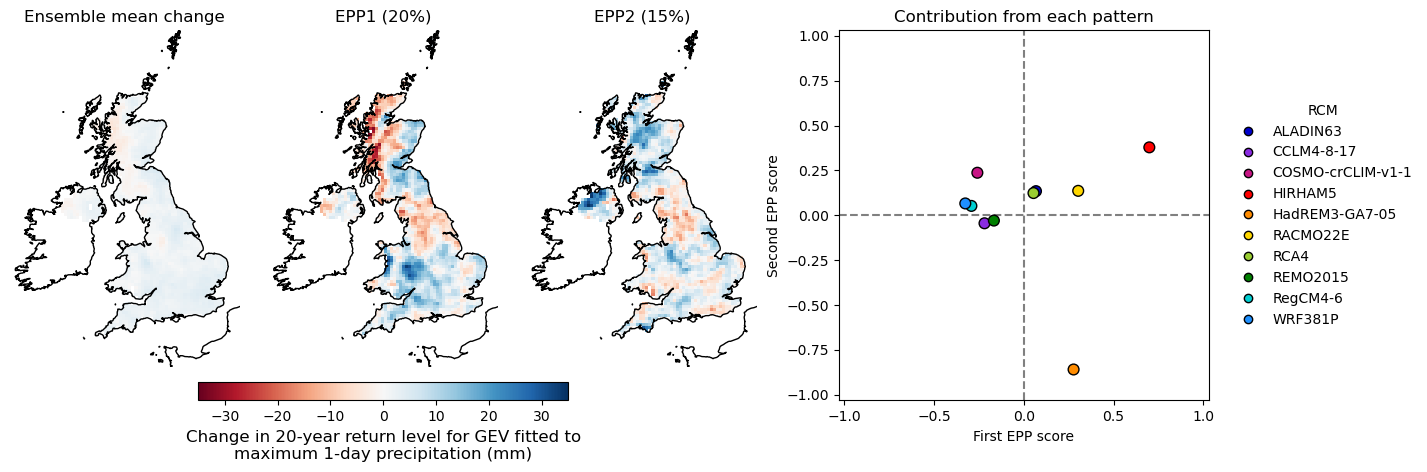 Ensemble mean change
EPP1 (20%)
EPP2 (15%)
Contribution from each pattern
1.00
0.75
0.50
0.25
0.00
−0.25
−0.50
−0.75
−1.00
Second EPP score
−1.0
−0.5
0.0
0.5
1.0
First EPP score
RCM
ALADIN63
CCLM4-8-17
COSMO-crCLIM-v1-1
HIRHAM5
HadREM3-GA7-05
RACMO22E
RCA4
REMO2015
RegCM4-6
WRF381P
−30
−20
−10
0
10
20
30
Change in 20-year return level for GEV fitted to
maximum 1-day precipitation (mm)